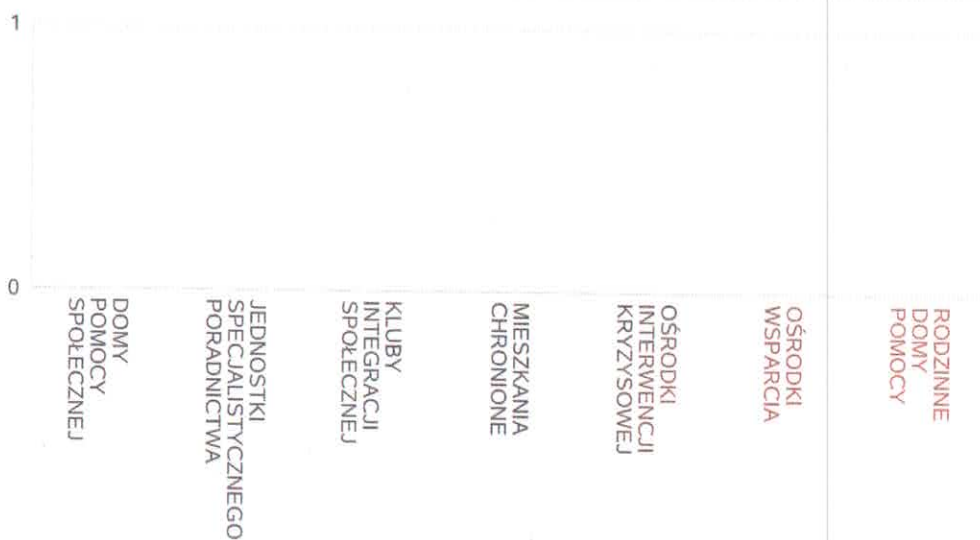 1
0
DOMY
POMOCY
SPOŁECZNEJ
JEDNOSTKI
SPECJALISTYCZNEGO
PORADNICTWA
KLUBY
INTEGRACJI
SPOŁECZNEJ
MIESZKANIA
CHRONIONE
OŚRODKI
INTERWENCJI
KRYZYSOWEJ
OŚRODKI
WSPARCIA
RODZINNE
DOMY
POMOCY